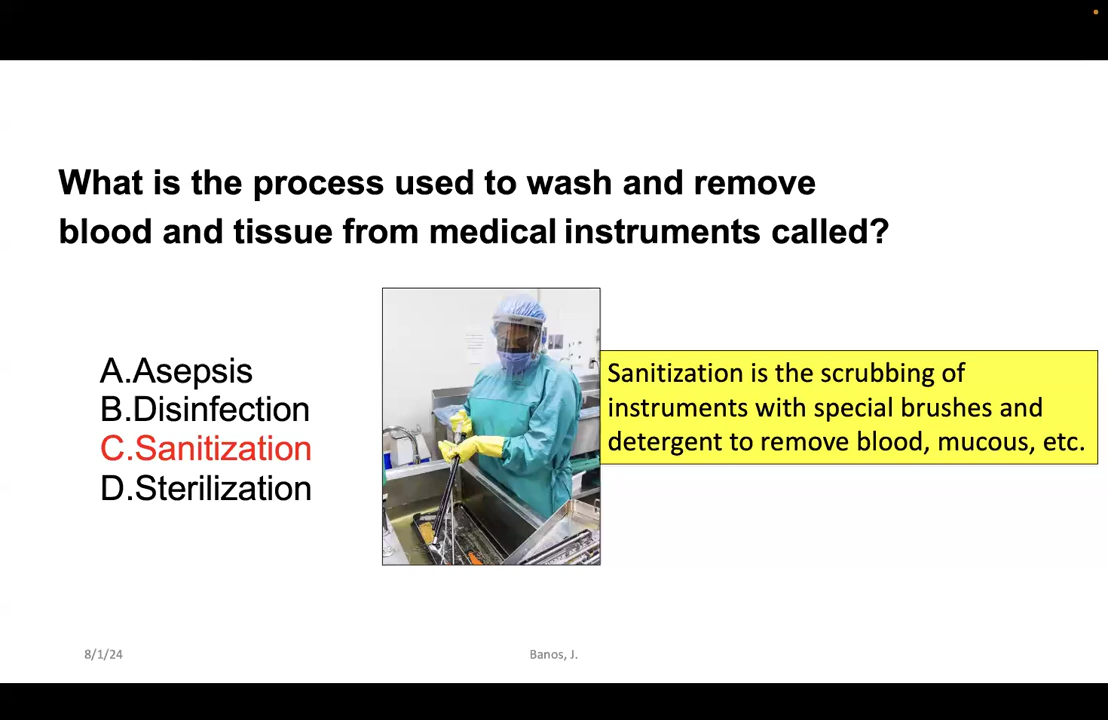 What is the process used to wash and remove
blood and tissue from medical instruments called?
A.Asepsis
B.Disinfection
C.Sanitization
D.Sterilization
Sanitization is the scrubbing of
instruments with special brushes and
detergent to remove blood, mucous, etc.
8/1/24
Banos, J.